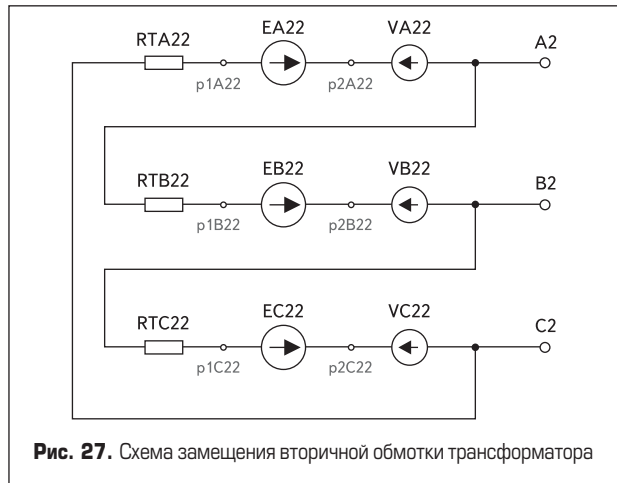 RTA22 EA22 VA22 A2
p1A22 p2A22
RTB22 EB22 VB22 B2
p1B22 p2B22
RTC22 EC22 VC22 C2
p1C22 p2C22
Рис. 27. Схема замещения вторичной обмотки трансформатора